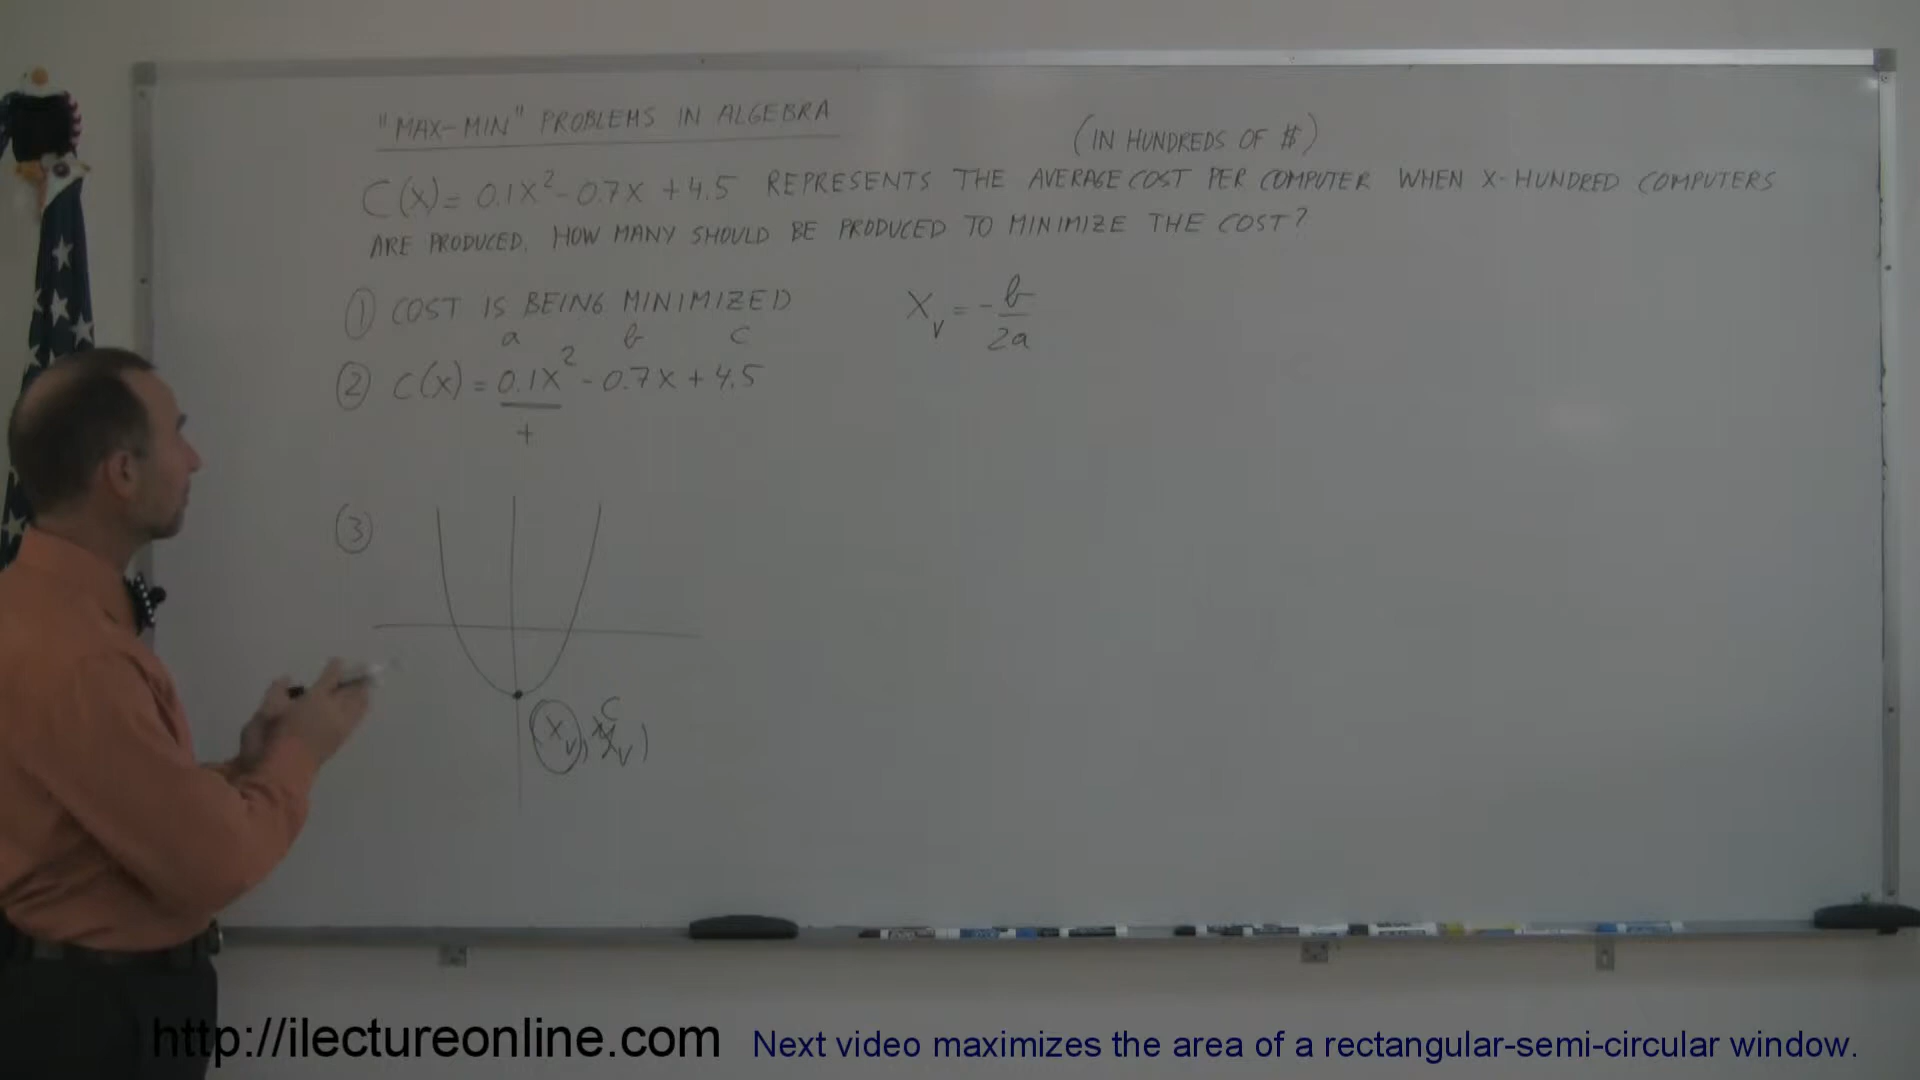 "MAX-MIN" PROBLEMS IN ALGEBRA
(IN HUNDREDS OF $)
C(X)= 0.1X² - 0.7X + 4.5 REPRESENTS THE AVERAGE COST PER COMPUTER WHEN X-HUNDRED COMPUTERS
ARE PRODUCED. HOW MANY SHOULD BE PRODUCED TO MINIMIZE THE COST?
① COST IS BEING MINIMIZED
X_v = -b/2a
a b c
② C(X) = 0.1X² - 0.7X + 4.5
+
③
C
(X_v, X_v)
http://ilectureonline.com
Next video maximizes the area of a rectangular-semi-circular window.